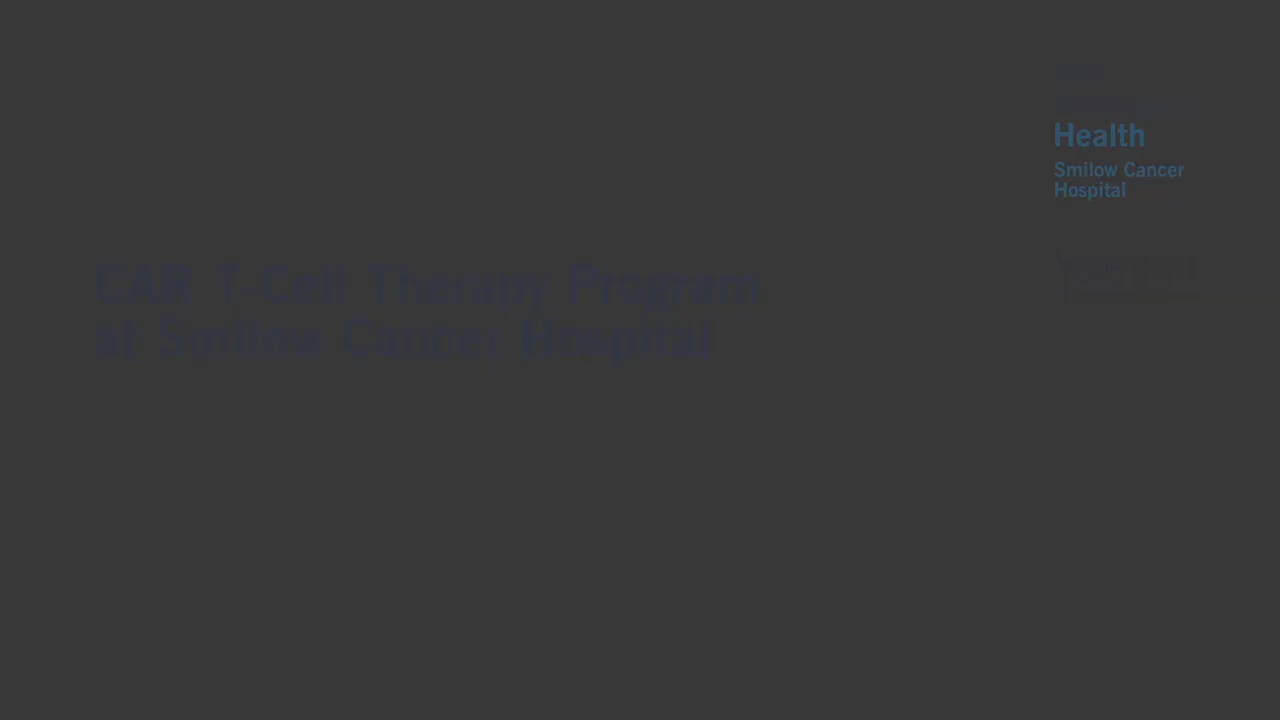 Health
Smilow Cancer
Hospital
CAR T-Cell Therapy Program
at Smilow Cancer Hospital